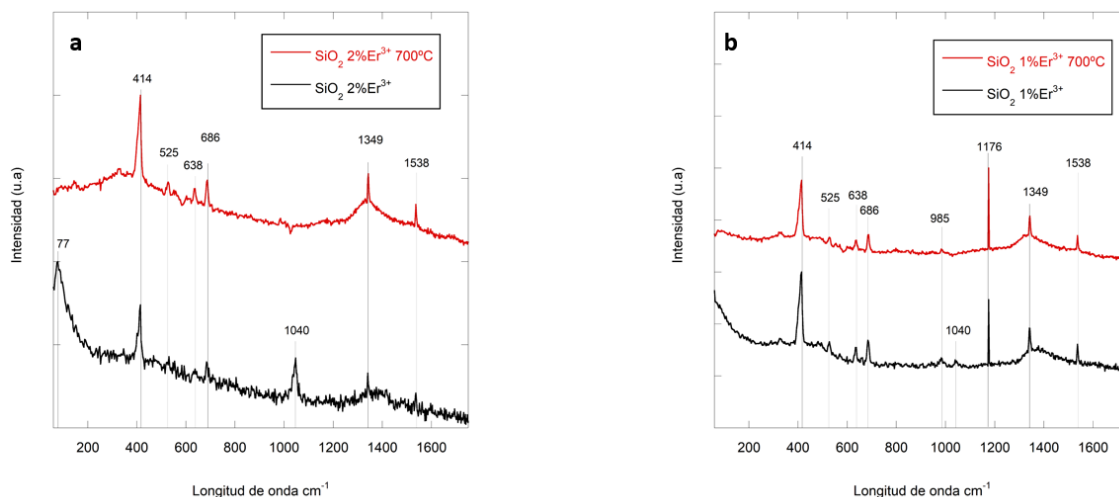 a
SiO2 2%Er3+ 700ºC
SiO2 2%Er3+
414
525
638
686
1349
1538
77
1040
Intensidad (u.a)
200 400 600 800 1000 1200 1400 1600
Longitud de onda cm-1
b
SiO2 1%Er3+ 700ºC
SiO2 1%Er3+
414
525
638
686
985
1176
1349
1538
1040
Intensidad (u.a)
200 400 600 800 1000 1200 1400 1600
Longitud de onda cm-1